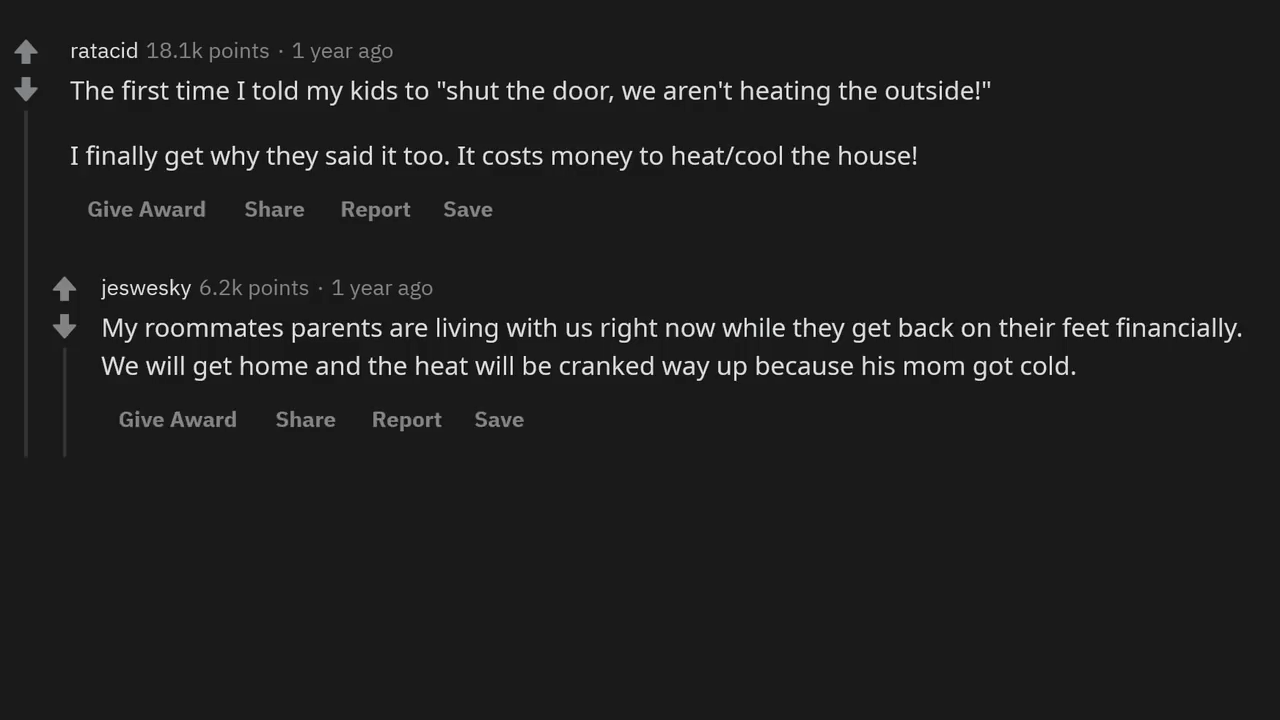 ratacid 18.1k points · 1 year ago
The first time I told my kids to "shut the door, we aren't heating the outside!"
I finally get why they said it too. It costs money to heat/cool the house!
Give Award Share Report Save
jeswesky 6.2k points · 1 year ago
My roommates parents are living with us right now while they get back on their feet financially.
We will get home and the heat will be cranked way up because his mom got cold.
Give Award Share Report Save